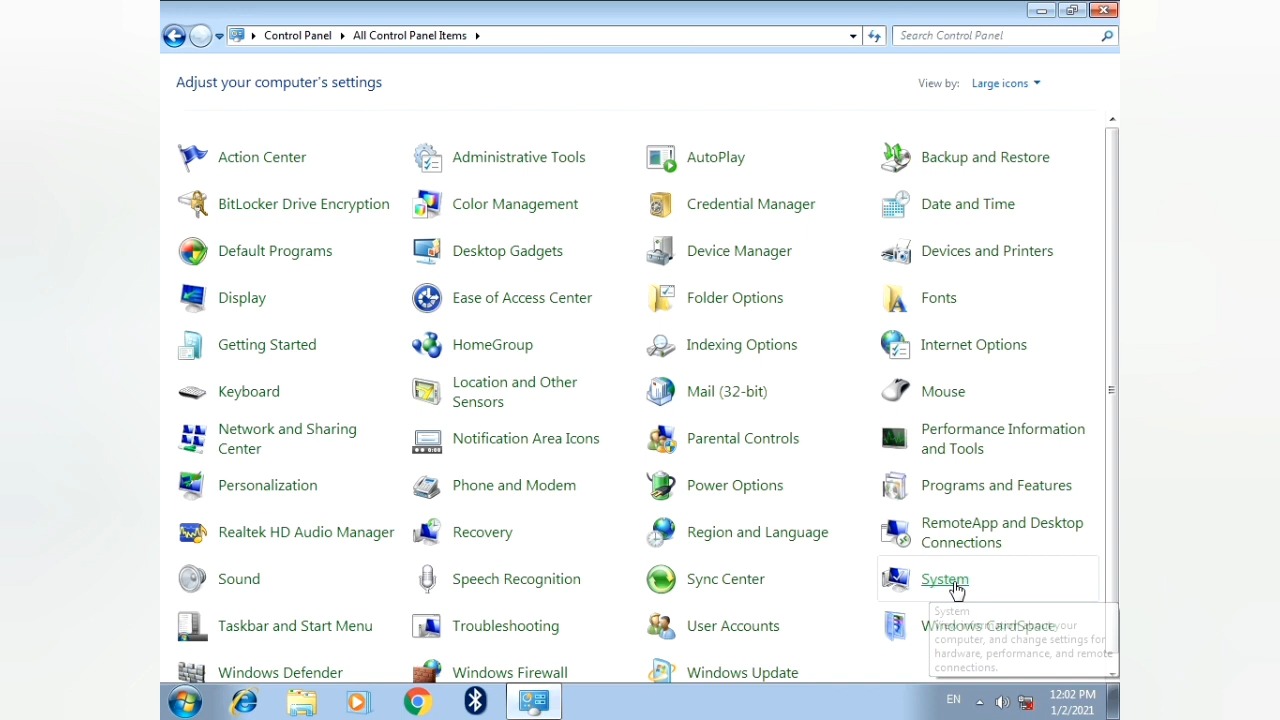 Control Panel
All Control Panel Items
Search Control Panel
Adjust your computer's settings
View by: Large icons
Action Center
Administrative Tools
AutoPlay
Backup and Restore
BitLocker Drive Encryption
Color Management
Credential Manager
Date and Time
Default Programs
Desktop Gadgets
Device Manager
Devices and Printers
Display
Ease of Access Center
Folder Options
Fonts
Getting Started
HomeGroup
Indexing Options
Internet Options
Keyboard
Location and Other
Sensors
Mail (32-bit)
Mouse
Network and Sharing
Center
Notification Area Icons
Parental Controls
Performance Information
and Tools
Personalization
Phone and Modem
Power Options
Programs and Features
Realtek HD Audio Manager
Recovery
Region and Language
RemoteApp and Desktop
Connections
Sound
Speech Recognition
Sync Center
System
Taskbar and Start Menu
Troubleshooting
User Accounts
Windows CardSpace
System
your
computer, and change settings for
hardware, performance, and remote
connections.
Windows Defender
Windows Firewall
Windows Update
EN
12:02 PM
1/2/2021